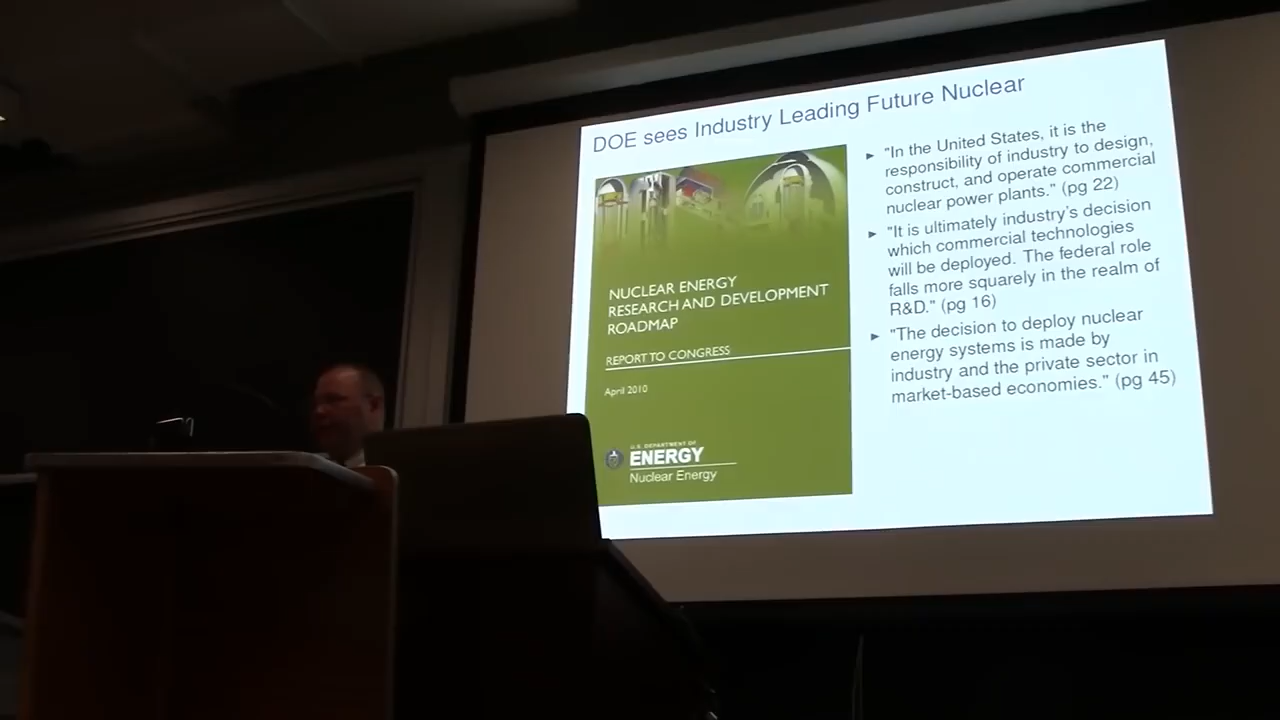 DOE sees Industry Leading Future Nuclear
NUCLEAR ENERGY
RESEARCH AND DEVELOPMENT
ROADMAP
REPORT TO CONGRESS
April 2010
U.S. DEPARTMENT OF
ENERGY
Nuclear Energy
► "In the United States, it is the
responsibility of industry to design,
construct, and operate commercial
nuclear power plants." (pg 22)
► "It is ultimately industry's decision
which commercial technologies
will be deployed. The federal role
falls more squarely in the realm of
R&D." (pg 16)
► "The decision to deploy nuclear
energy systems is made by
industry and the private sector in
market-based economies." (pg 45)